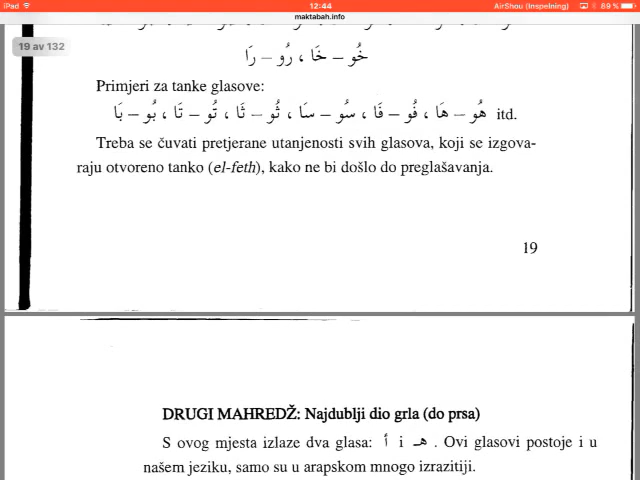 iPad 12:44 AirShou (Inspelning) 89 %
maktabah.info
19 av 132
خُو – خَا ، رُو – رَا
Primjeri za tanke glasove:
هُو – هَا ، فُو – فَا ، سُو – سَا ، ثُو – ثَا ، تُو – تَا ، بُو – بَا itd.
Treba se čuvati pretjerane utanjenosti svih glasova, koji se izgova-
raju otvoreno tanko (el-feth), kako ne bi došlo do preglašavanja.
19
DRUGI MAHREDŽ: Najdublji dio grla (do prsa)
S ovog mjesta izlaze dva glasa: أ i هـ . Ovi glasovi postoje i u
našem jeziku, samo su u arapskom mnogo izrazitiji.